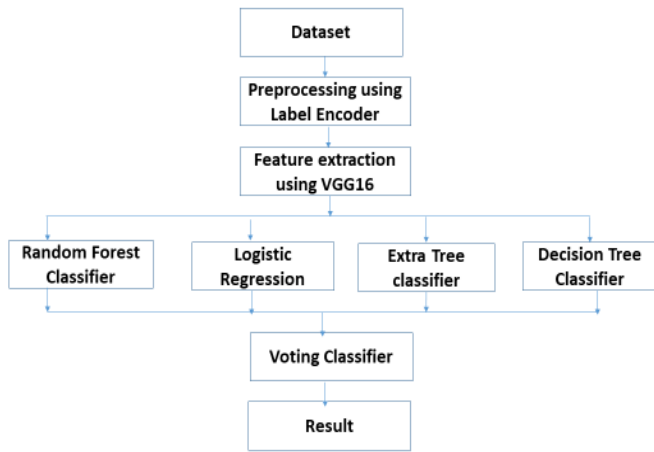 Dataset
Preprocessing using
Label Encoder
Feature extraction
using VGG16
Random Forest
Classifier
Logistic
Regression
Extra Tree
classifier
Decision Tree
Classifier
Voting Classifier
Result